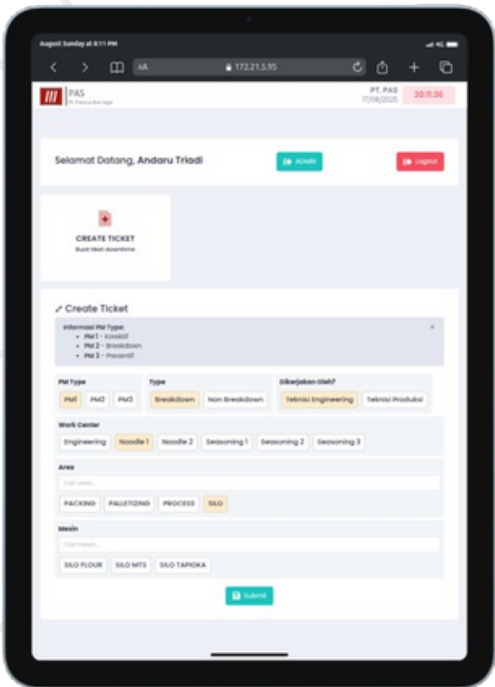 August Sunday at 8:11 PM
4G
AA 172.21.5.95
PAS
PT. PAS
17/08/2025
20:11:36
Selamat Datang, Andaru Triadi
ADMIN
Logout
CREATE TICKET
Buat tiket downtime
Create Ticket
Informasi PM Type:
PM 1 - Korektif
PM 2 - Breakdown
PM 3 - Preventif
×
PM Type Type Dikerjakan Oleh?
PM1 PM2 PM3 Breakdown Non Breakdown Teknisi Engineering Teknisi Produksi
Work Center
Engineering Noodle 1 Noodle 2 Seasoning 1 Seasoning 2 Seasoning 3
Area
Cari area...
PACKING PALLETIZING PROCESS SILO
Mesin
Cari mesin...
SILO FLOUR SILO MTS SILO TAPIOKA
Submit